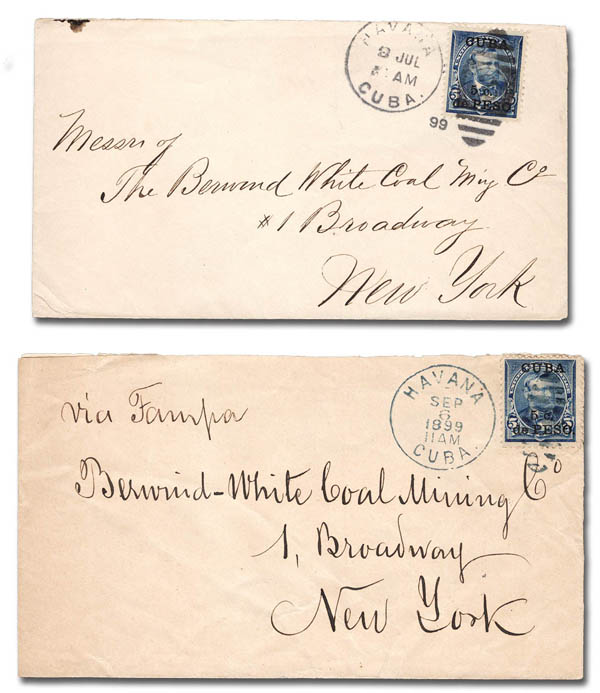 HAVANA
JUL
AM
CUBA.
99
CUBA
5 c.
de PESO
Messrs of
The Berwind White Coal M'g Co
#1 Broadway
New York
HAVANA
SEP
6
1899
11AM
CUBA.
CUBA
5 c.
de PESO
via Tampa
Berwind-White Coal Mining Co
1, Broadway
New York